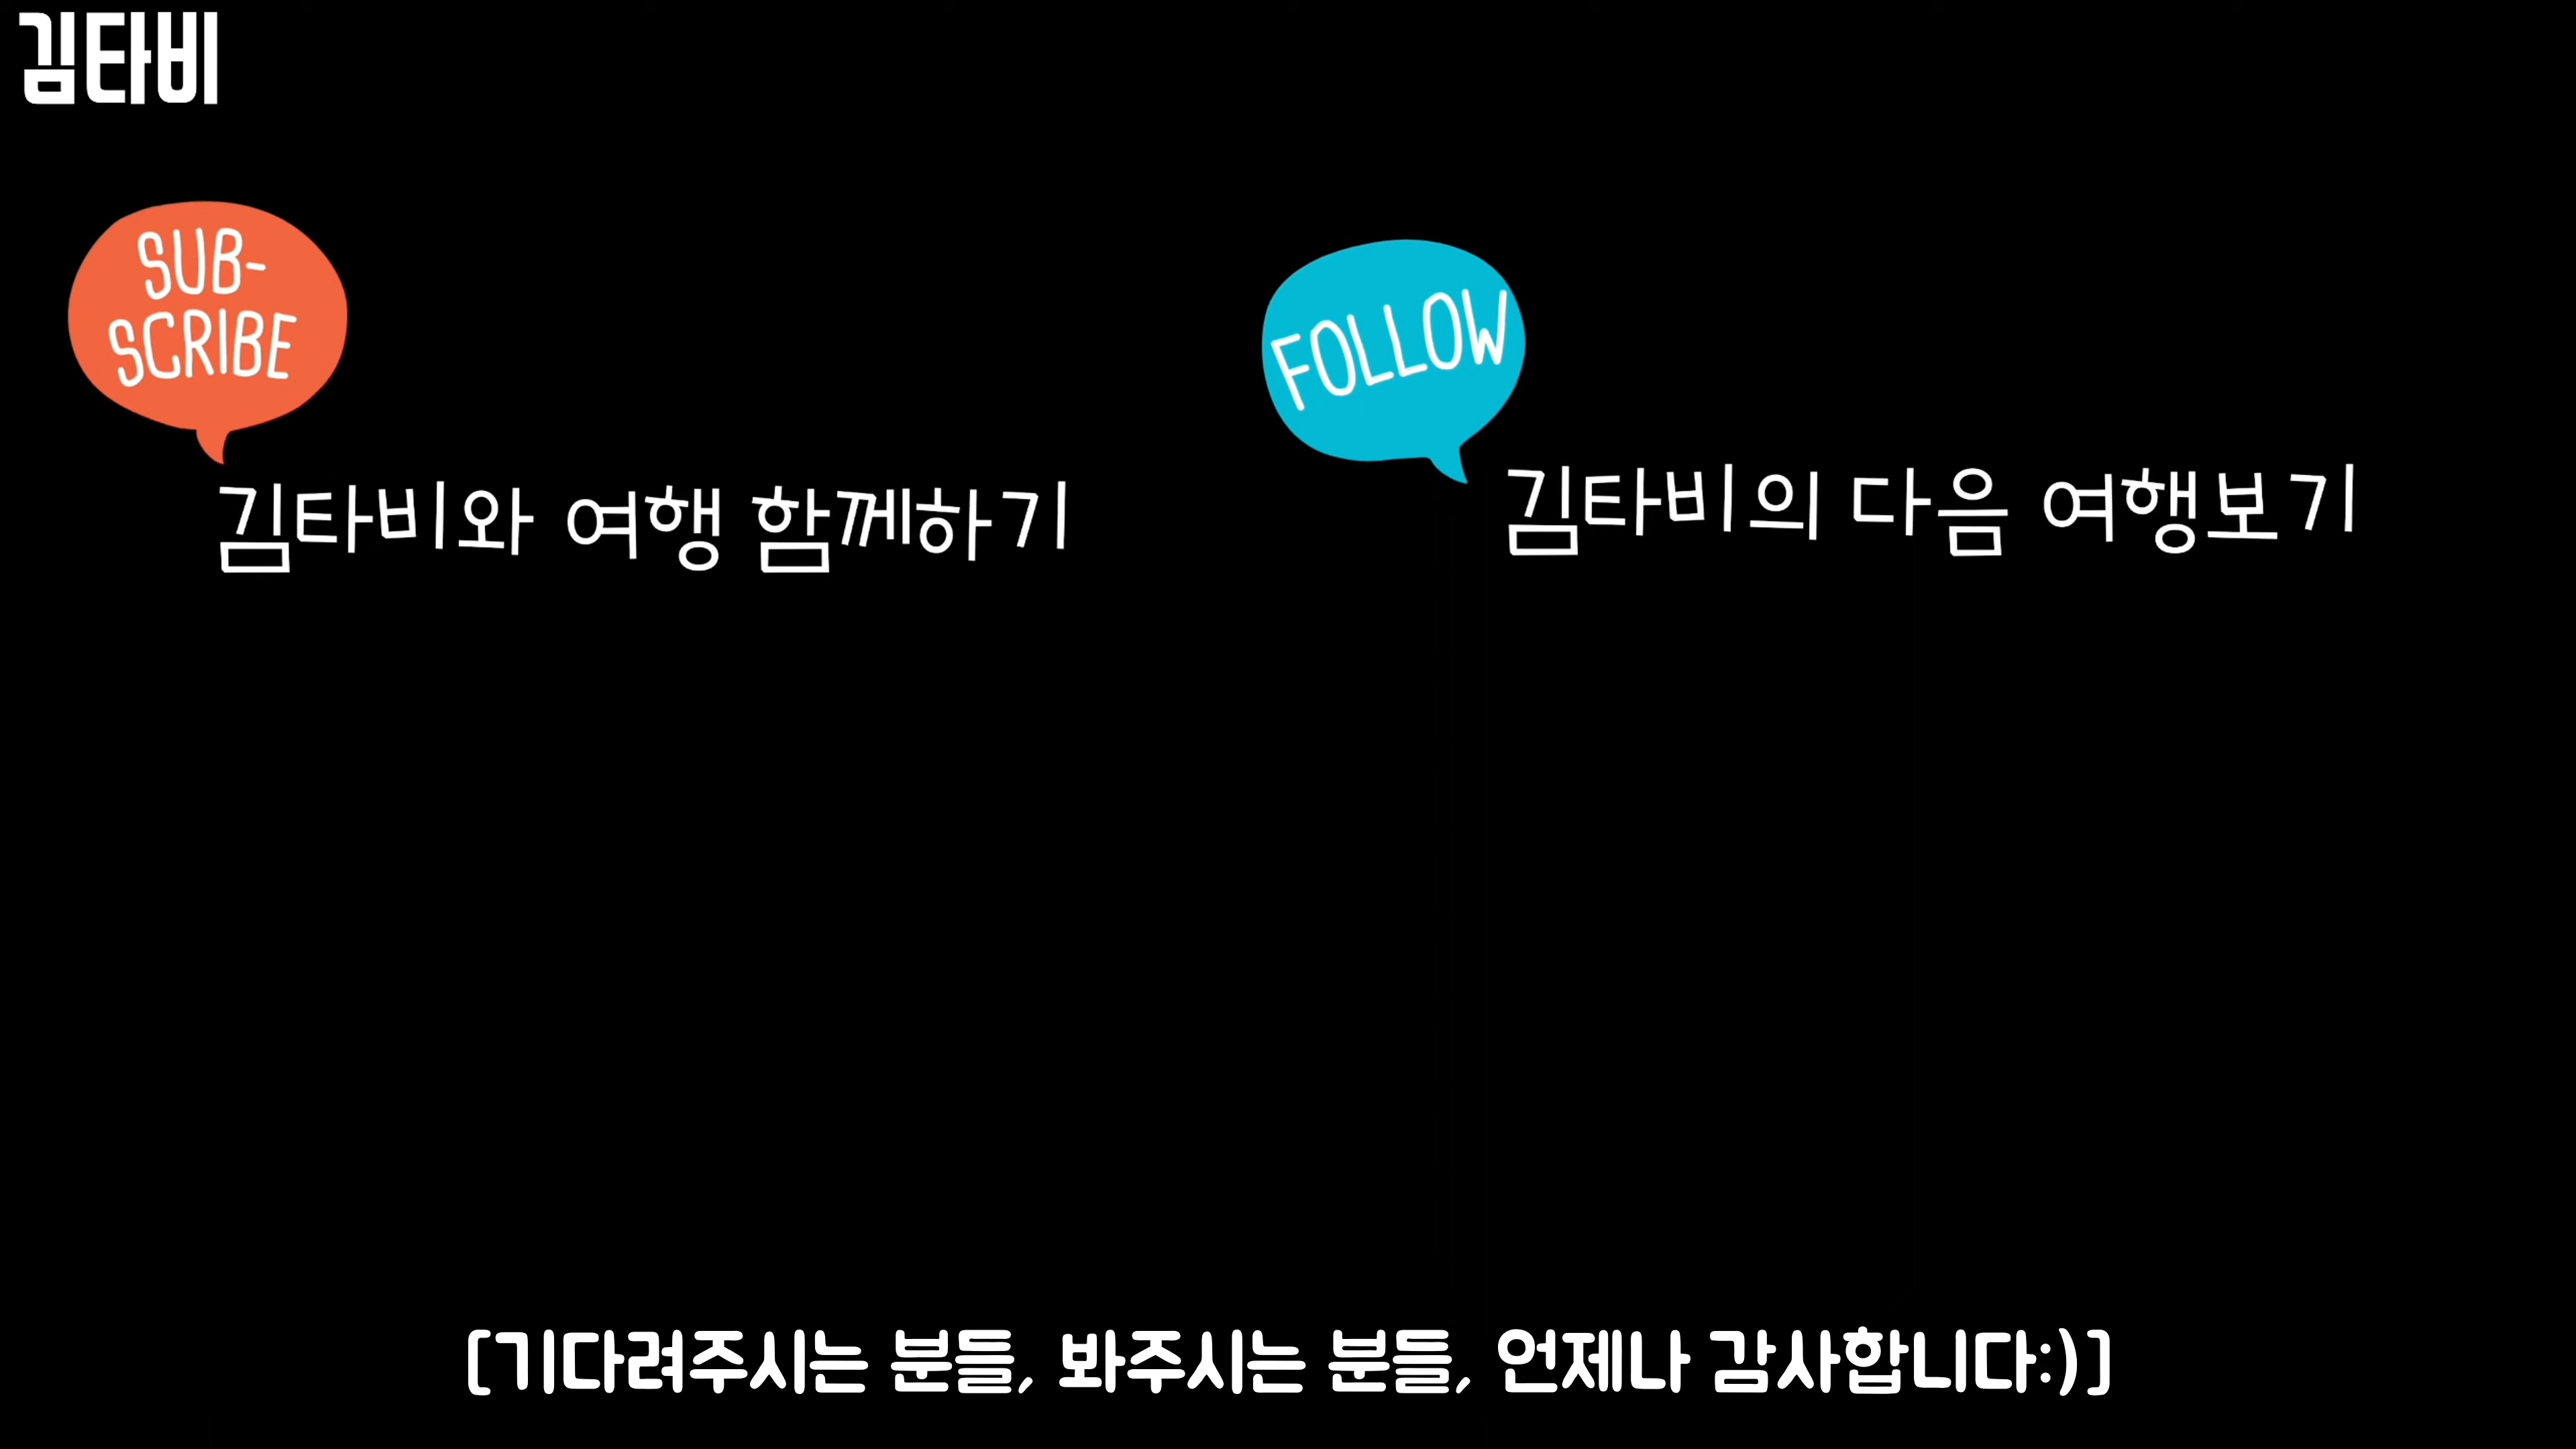 김타비
SUB-
SCRIBE
김타비와 여행 함께하기
FOLLOW
김타비의 다음 여행보기
[기다려주시는 분들, 봐주시는 분들, 언제나 감사합니다:)]